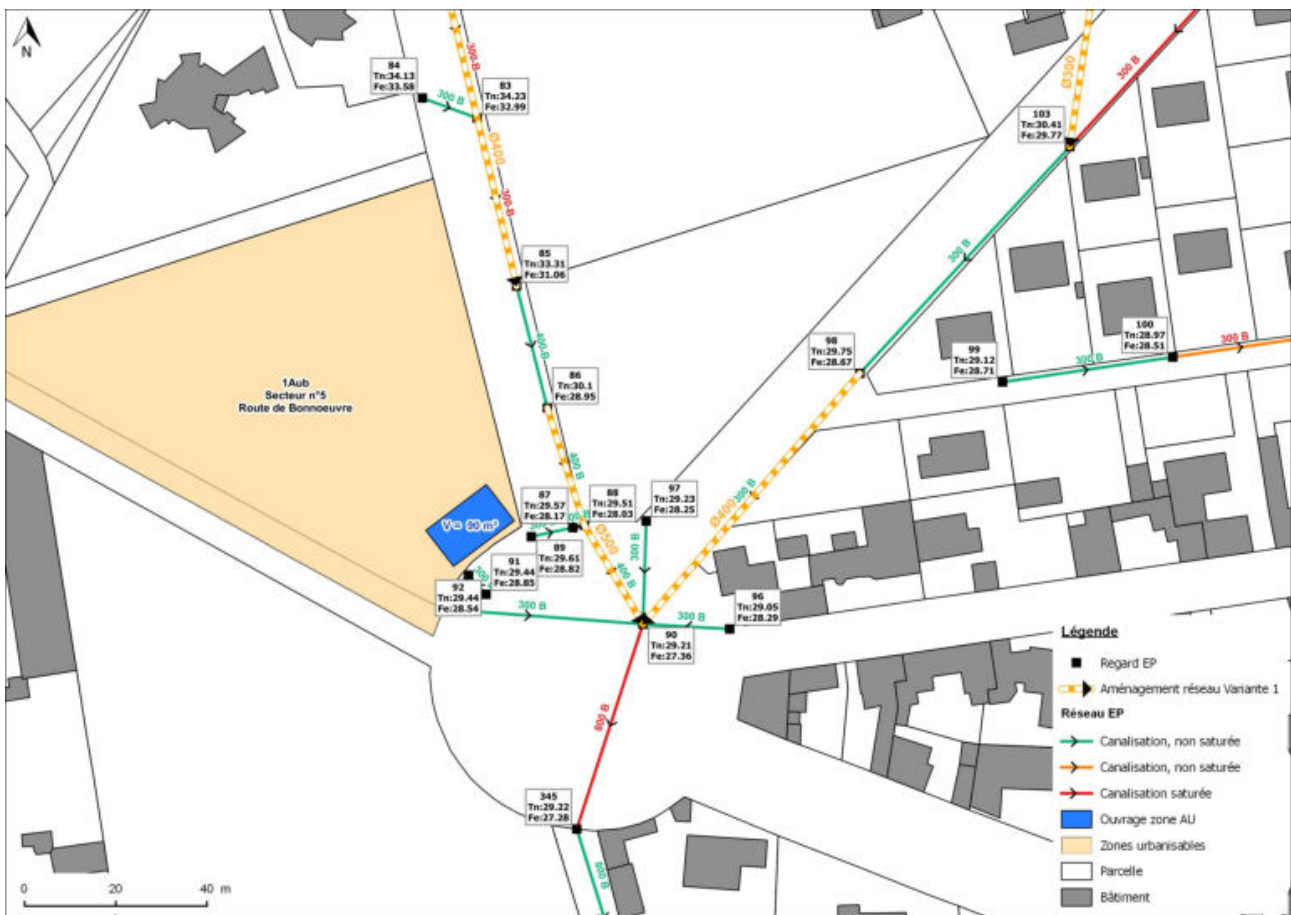 N
84
Tn:34.13
Fe:33.58
300 B
300 B
83
Tn:34.23
Fe:32.99
Ø400
300 B
85
Tn:33.31
Fe:31.06
400 B
86
Tn:30.1
Fe:28.95
400 B
Ø300
300 B
103
Tn:30.41
Fe:29.77
300 B
98
Tn:29.75
Fe:28.67
99
Tn:29.12
Fe:28.71
300 B
100
Tn:28.97
Fe:28.51
300 B
1Aub
Secteur n°5
Route de Bonnoeuvre
V = 90 m³
87
Tn:29.57
Fe:28.17
88
Tn:29.51
Fe:28.03
89
Tn:29.61
Fe:28.82
Ø500
400 B
97
Tn:29.23
Fe:28.25
300 B
Ø400
300 B
91
Tn:29.44
Fe:28.85
92
Tn:29.44
Fe:28.54
300 B
300 B
96
Tn:29.05
Fe:28.29
90
Tn:29.21
Fe:27.36
800 B
345
Tn:29.22
Fe:27.28
800 B
0 20 40 m
Légende
Regard EP
Aménagement réseau Variante 1
Réseau EP
Canalisation, non saturée
Canalisation, non saturée
Canalisation saturée
Ouvrage zone AU
Zones urbanisables
Parcelle
Bâtiment